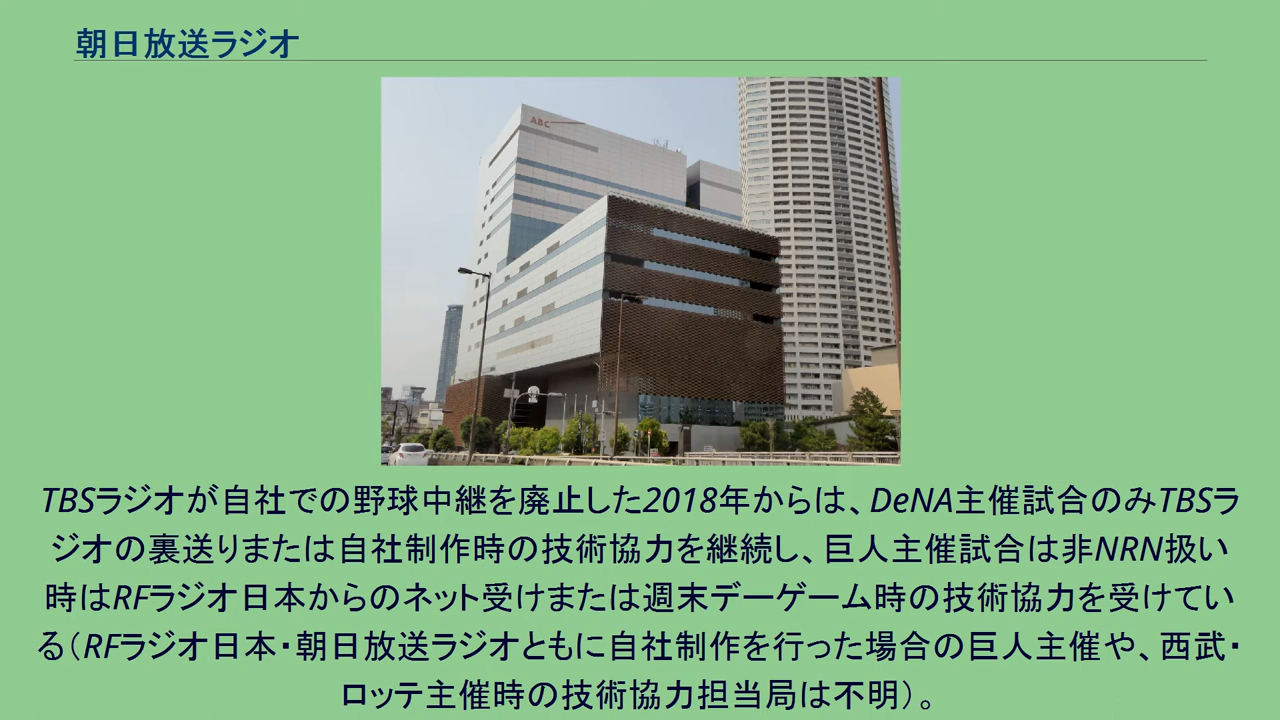 朝日放送ラジオ
ABC
TBSラジオが自社での野球中継を廃止した2018年からは、DeNA主催試合のみTBSラ
ジオの裏送りまたは自社制作時の技術協力を継続し、巨人主催試合は非NRN扱い
時はRFラジオ日本からのネット受けまたは週末デーゲーム時の技術協力を受けてい
る（RFラジオ日本・朝日放送ラジオともに自社制作を行った場合の巨人主催や、西武・
ロッテ主催時の技術協力担当局は不明）。